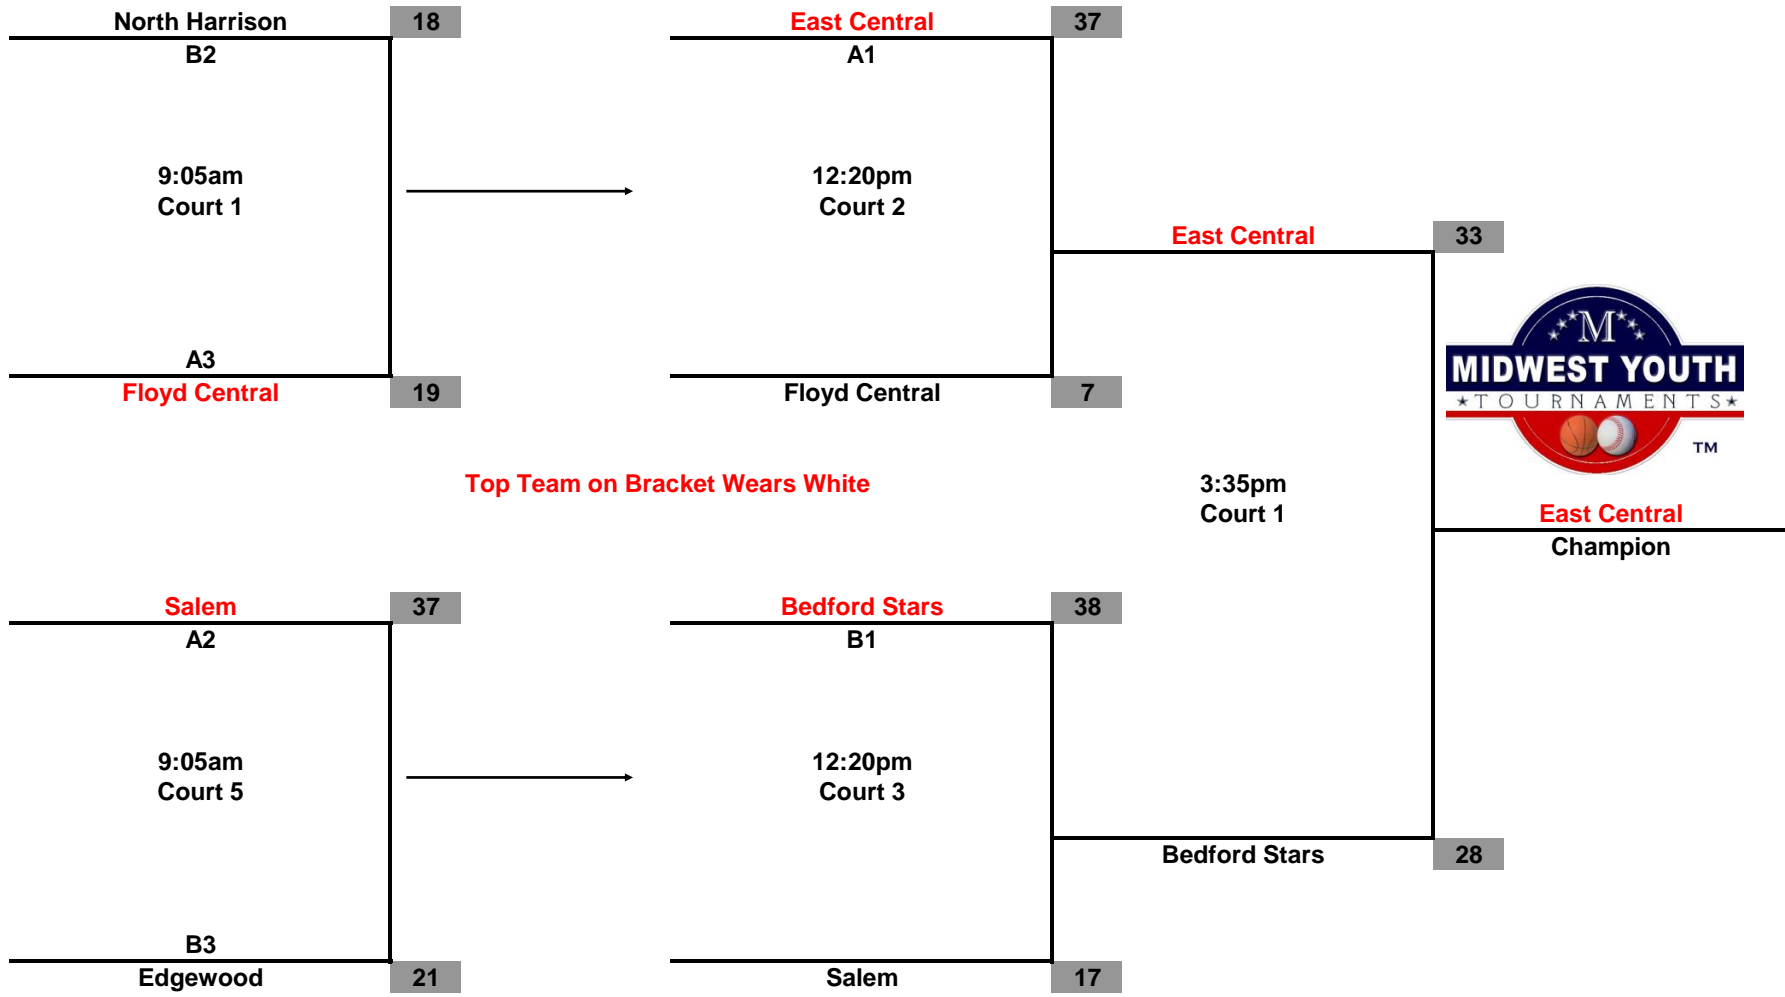 North Harrison 18
B2
9:05am
Court 1
A3
Floyd Central 19
East Central 37
A1
12:20pm
Court 2
Floyd Central 7
East Central 33
M
MIDWEST YOUTH
TOURNAMENTS
TM
Top Team on Bracket Wears White
3:35pm
Court 1
East Central
Champion
Salem 37
A2
9:05am
Court 5
B3
Edgewood 21
Bedford Stars 38
B1
12:20pm
Court 3
Salem 17
Bedford Stars 28